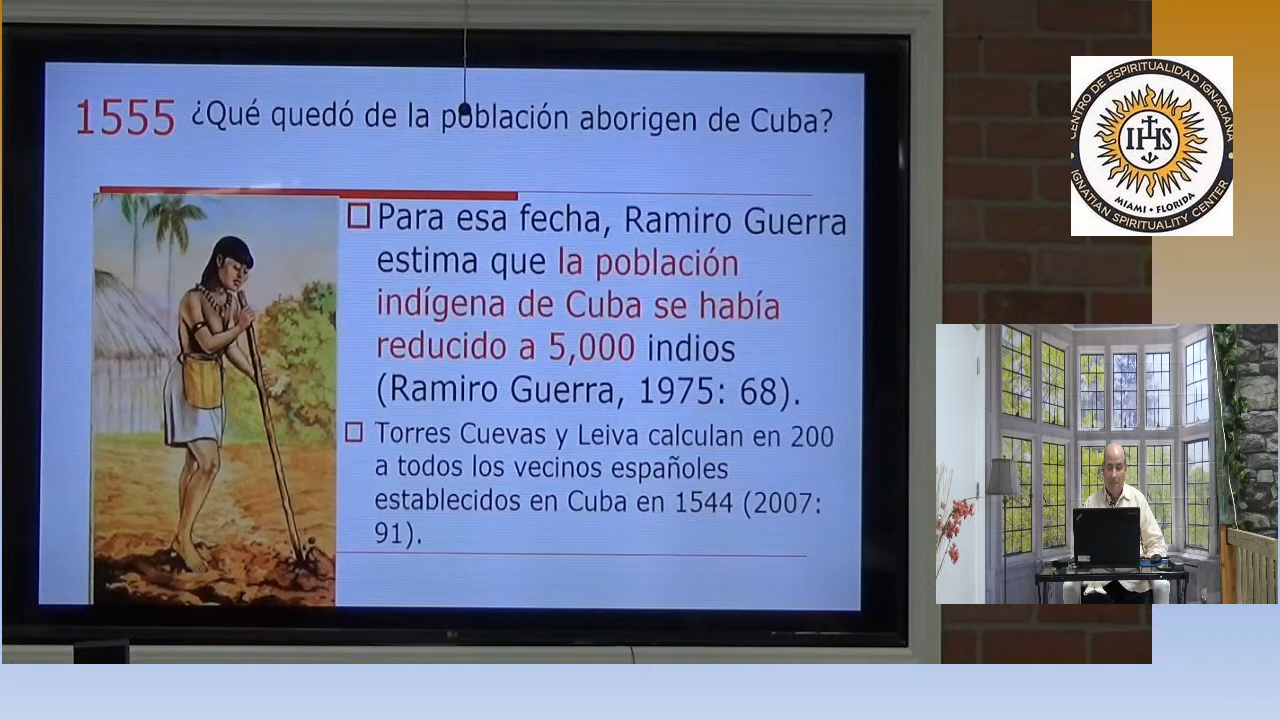 1555 ¿Qué quedó de la población aborigen de Cuba?
Para esa fecha, Ramiro Guerra
estima que la población
indígena de Cuba se había
reducido a 5,000 indios
(Ramiro Guerra, 1975: 68).
Torres Cuevas y Leiva calculan en 200
a todos los vecinos españoles
establecidos en Cuba en 1544 (2007:
91).
CENTRO DE ESPIRITUALIDAD IGNACIANA
IHS
MIAMI • FLORIDA
IGNATIAN SPIRITUALITY CENTER
LG